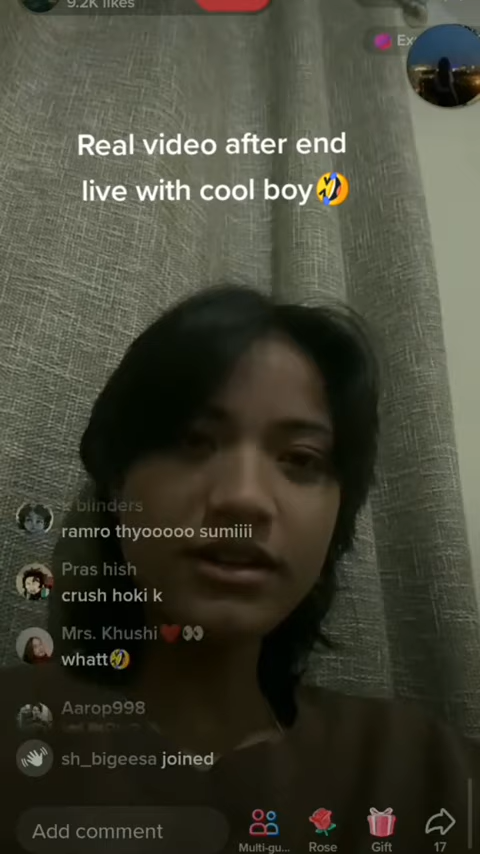 9.2K likes
Ex
Real video after end
live with cool boy🤣
blinders
ramro thyooooo sumiiii
Pras hish
crush hoki k
Mrs. Khushi❤️👀
whatt🤣
Aarop998
sh_bigeesa joined
Add comment
Multi-gu...
Rose
Gift
17